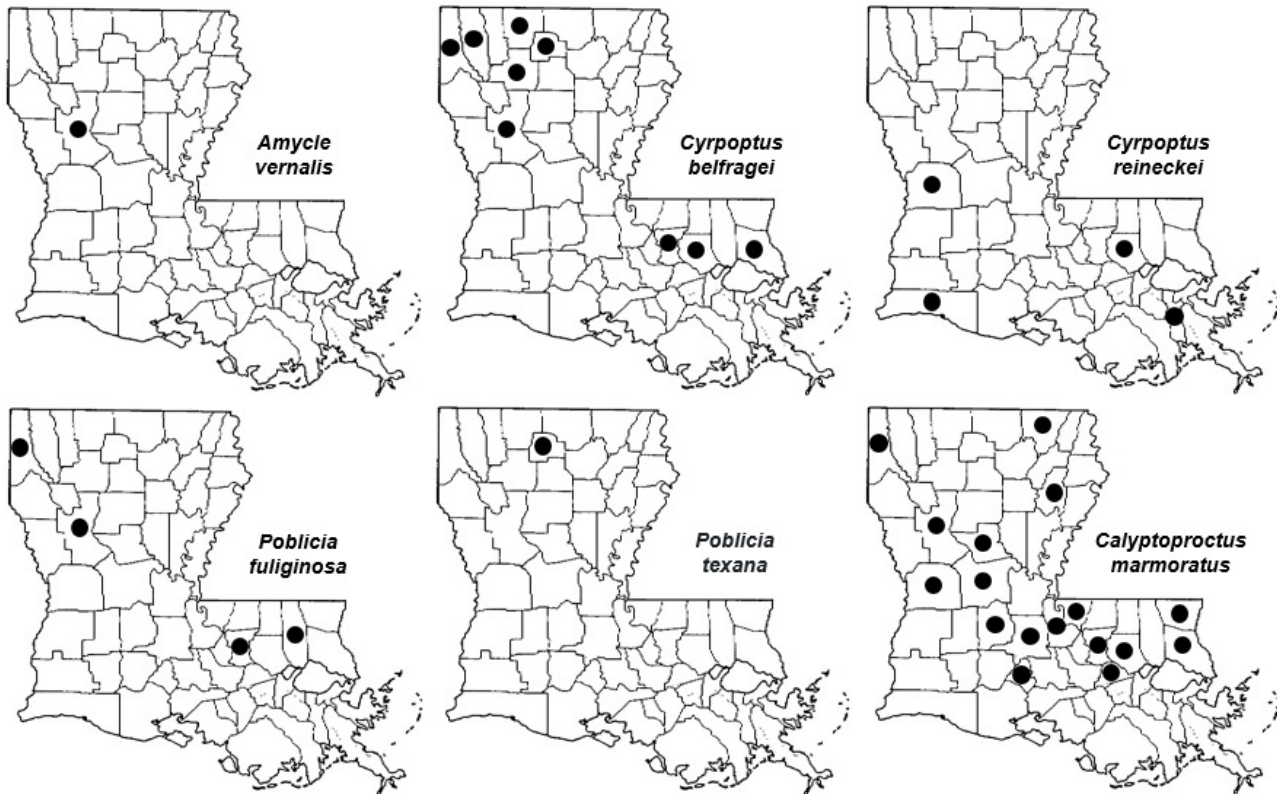 Amycle
vernalis
Cyrpoptus
belfragei
Cyrpoptus
reineckei
Poblicia
fuliginosa
Poblicia
texana
Calyptoproctus
marmoratus